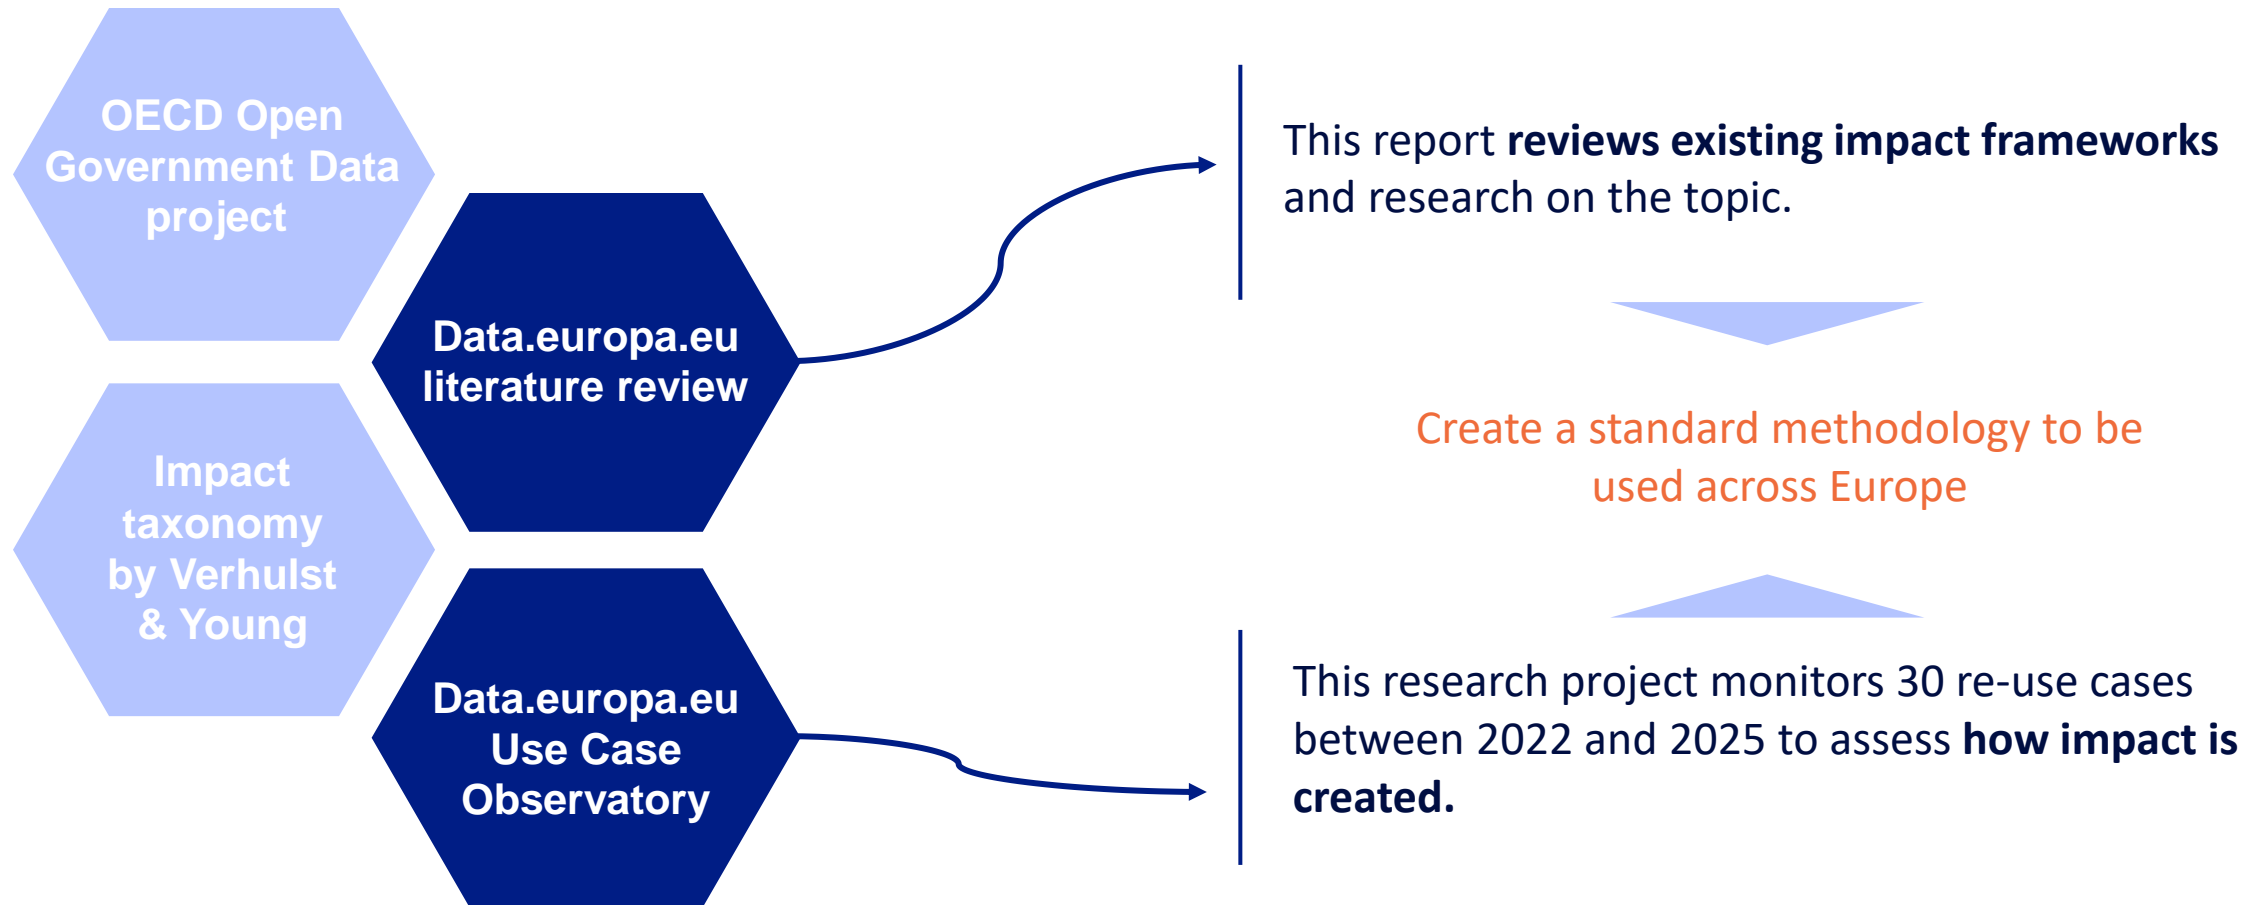 OECD Open
Government Data
project
Data.europa.eu
literature review
Impact
taxonomy
by Verhulst
& Young
Data.europa.eu
Use Case
Observatory
This report reviews existing impact frameworks
and research on the topic.
Create a standard methodology to be
used across Europe
This research project monitors 30 re-use cases
between 2022 and 2025 to assess how impact is
created.